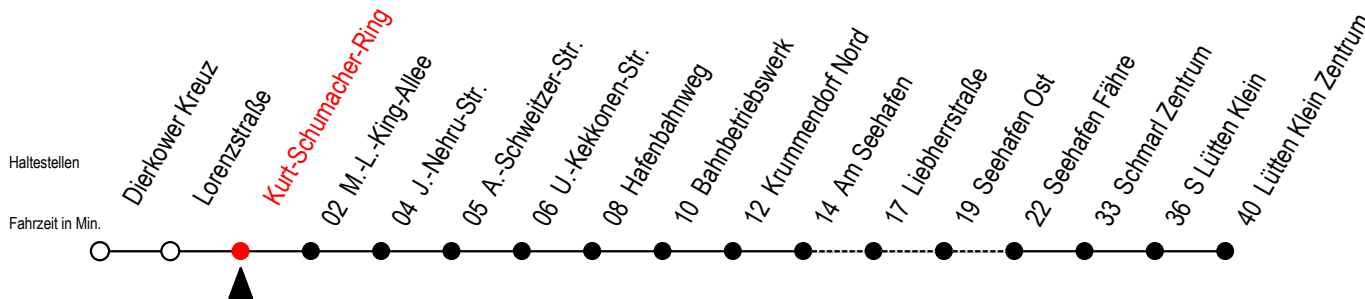 Haltestellen
Fahrzeit in Min.
Dierkower Kreuz
Lorenzstraße
Kurt-Schumacher-Ring
02 M.-L.-King-Allee
04 J.-Nehru-Str.
05 A.-Schweitzer-Str.
06 U.-Kekkonen-Str.
08 Hafenbahnweg
10 Bahnbetriebswerk
12 Krummendorf Nord
14 Am Seehafen
17 Liebherrstraße
19 Seehafen Ost
22 Seehafen Fähre
33 Schmarl Zentrum
36 S Lütten Klein
40 Lütten Klein Zentrum